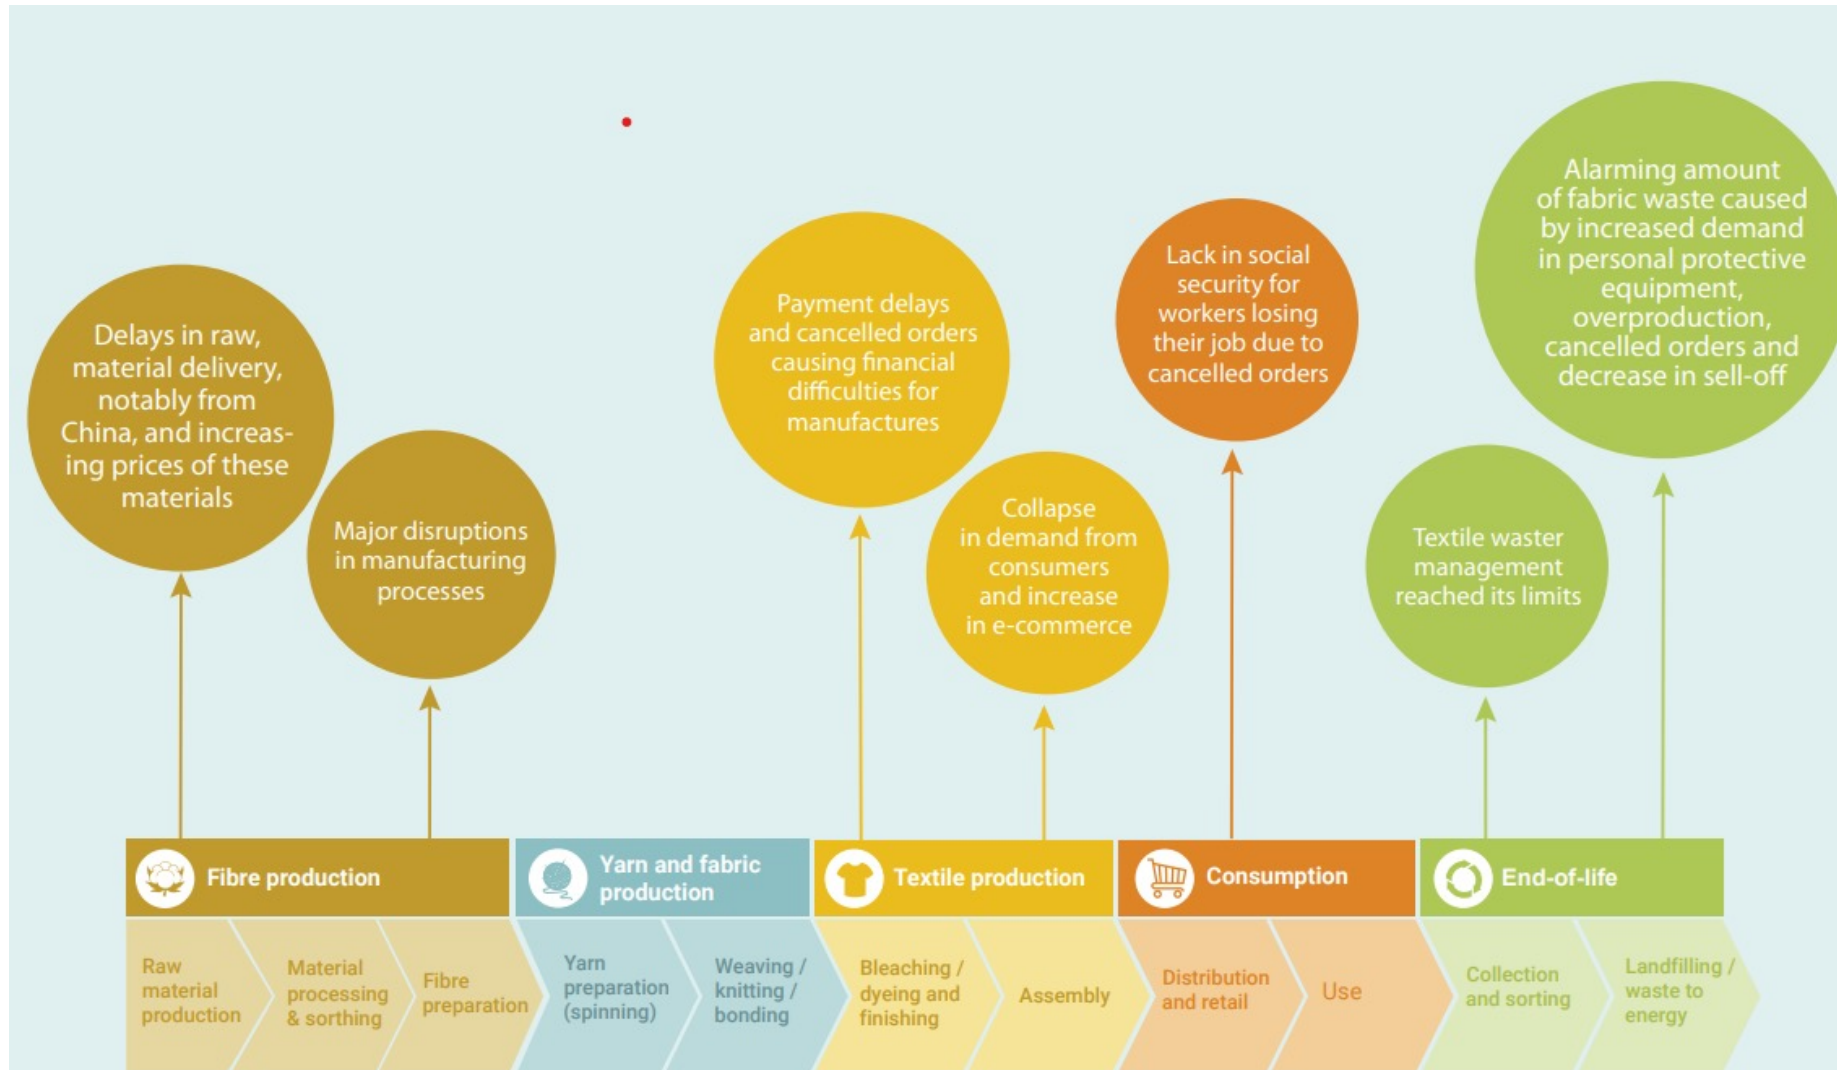 Delays in raw,
material delivery,
notably from
China, and increas-
ing prices of these
materials
Major disruptions
in manufacturing
processes
Payment delays
and cancelled orders
causing financial
difficulties for
manufactures
Collapse
in demand from
consumers
and increase
in e-commerce
Lack in social
security for
workers losing
their job due to
cancelled orders
Textile waster
management
reached its limits
Alarming amount
of fabric waste caused
by increased demand
in personal protective
equipment,
overproduction,
cancelled orders and
decrease in sell-off
Fibre production
Yarn and fabric
production
Textile production
Consumption
End-of-life
Raw
material
production
Material
processing
& sorthing
Fibre
preparation
Yarn
preparation
(spinning)
Weaving /
knitting /
bonding
Bleaching /
dyeing and
finishing
Assembly
Distribution
and retail
Use
Collection
and sorting
Landfilling /
waste to
energy